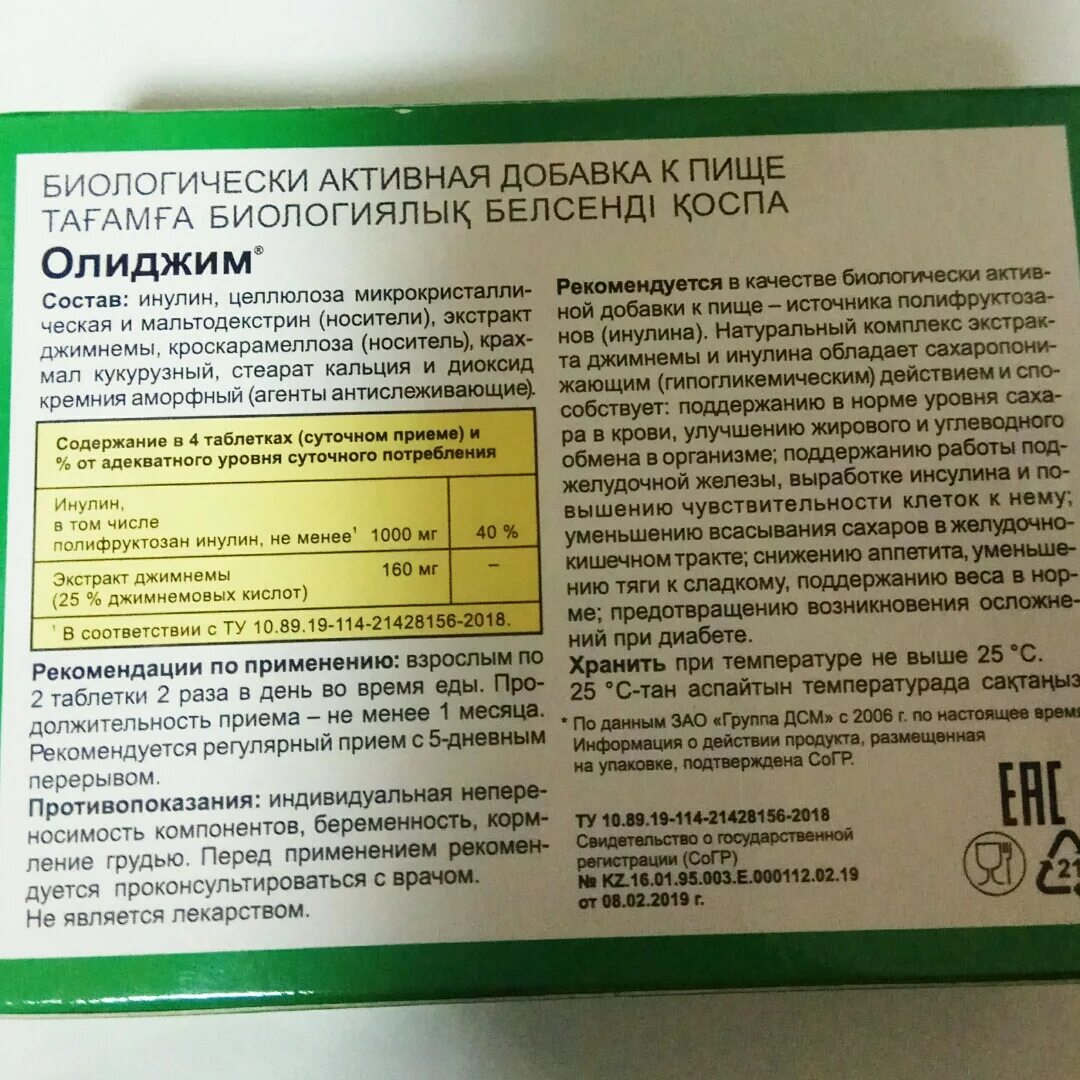 БИОЛОГИЧЕСКИ АКТИВНАЯ ДОБАВКА К ПИЩЕ
ТАҒАМҒА БИОЛОГИЯЛЫҚ БЕЛСЕНДІ ҚОСПА
Олиджим®
Состав: инулин, целлюлоза микрокристалли-
ческая и мальтодекстрин (носители), экстракт
джимнемы, кроскарамеллоза (носитель), крах-
мал кукурузный, стеарат кальция и диоксид
кремния аморфный (агенты антислеживающие).
Содержание в 4 таблетках (суточном приеме) и
% от адекватного уровня суточного потребления
Инулин,
в том числе
полифруктозан инулин, не менее¹ 1000 мг 40 %
Экстракт джимнемы 160 мг –
(25 % джимнемовых кислот)
¹ В соответствии с ТУ 10.89.19-114-21428156-2018.
Рекомендации по применению: взрослым по
2 таблетки 2 раза в день во время еды. Про-
должительность приема – не менее 1 месяца.
Рекомендуется регулярный прием с 5-дневным
перерывом.
Противопоказания: индивидуальная непере-
носимость компонентов, беременность, корм-
ление грудью. Перед применением рекомен-
дуется проконсультироваться с врачом.
Не является лекарством.
Рекомендуется в качестве биологически актив-
ной добавки к пище – источника полифруктоза-
нов (инулина). Натуральный комплекс экстрак-
та джимнемы и инулина обладает сахаропони-
жающим (гипогликемическим) действием и спо-
собствует: поддержанию в норме уровня саха-
ра в крови, улучшению жирового и углеводного
обмена в организме; поддержанию работы под-
желудочной железы, выработке инсулина и по-
вышению чувствительности клеток к нему;
уменьшению всасывания сахаров в желудочно-
кишечном тракте; снижению аппетита, уменьше-
нию тяги к сладкому, поддержанию веса в нор-
ме; предотвращению возникновения осложне-
ний при диабете.
Хранить при температуре не выше 25 °С.
25 °С-тан аспайтын температурада сақтаңыз
* По данным ЗАО «Группа ДСМ» с 2006 г. по настоящее время
Информация о действии продукта, размещенная
на упаковке, подтверждена СоГР.
ТУ 10.89.19-114-21428156-2018
Свидетельство о государственной
регистрации (СоГР)
№ KZ.16.01.95.003.E.000112.02.19
от 08.02.2019 г.
EAC
21